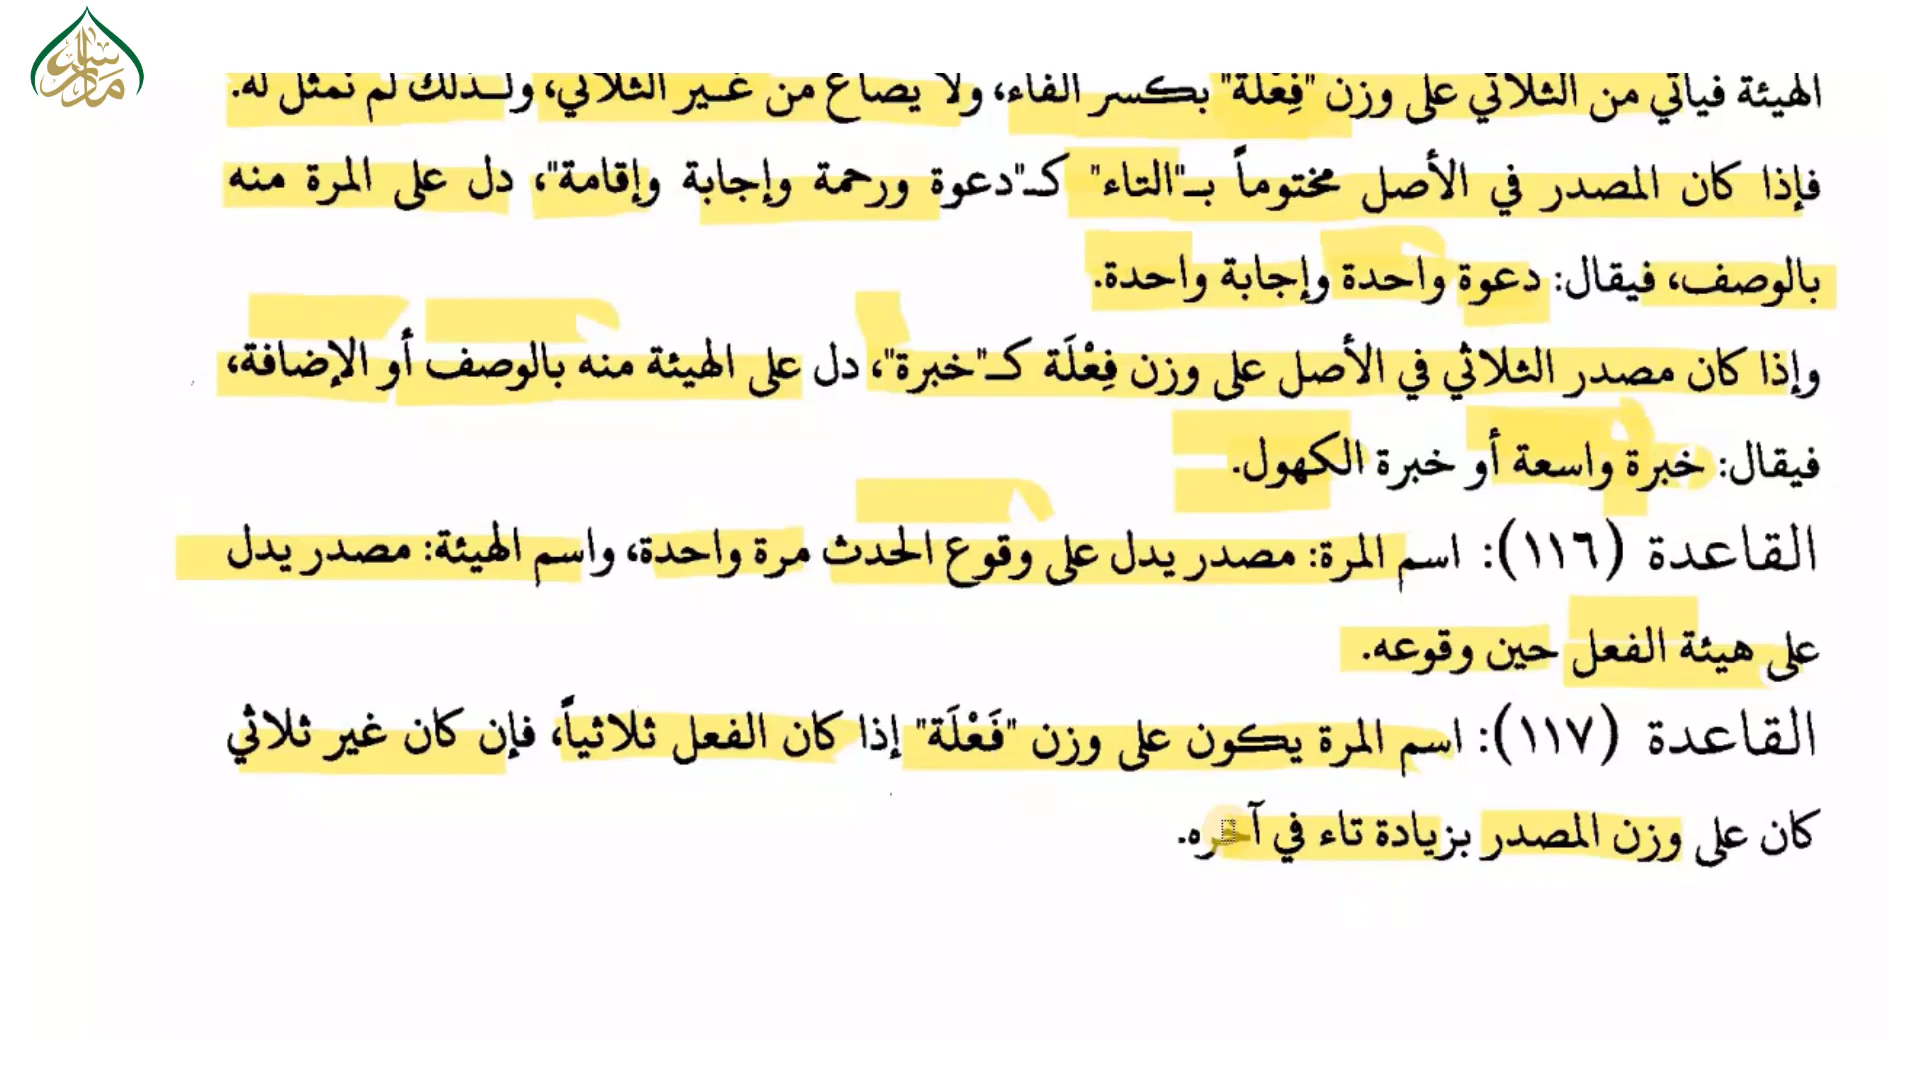 مدارسة
الهيئة فيأتي من الثلاثي على وزن "فِعْلَة" بكسر الفاء، ولا يصاغ من غير الثلاثي، ولذلك لم نمثل له.
فإذا كان المصدر في الأصل مختوماً بـ"التاء" كـ"دعوة ورحمة وإجابة وإقامة"، دل على المرة منه
بالوصف، فيقال: دعوة واحدة وإجابة واحدة.
وإذا كان مصدر الثلاثي في الأصل على وزن فِعْلَة كـ"خبرة"، دل على الهيئة منه بالوصف أو الإضافة،
فيقال: خبرة واسعة أو خبرة الكهول.
القاعدة (١١٦): اسم المرة: مصدر يدل على وقوع الحدث مرة واحدة، واسم الهيئة: مصدر يدل
على هيئة الفعل حين وقوعه.
القاعدة (١١٧): اسم المرة يكون على وزن "فَعْلَة" إذا كان الفعل ثلاثياً، فإن كان غير ثلاثي
كان على وزن المصدر بزيادة تاء في آخره.